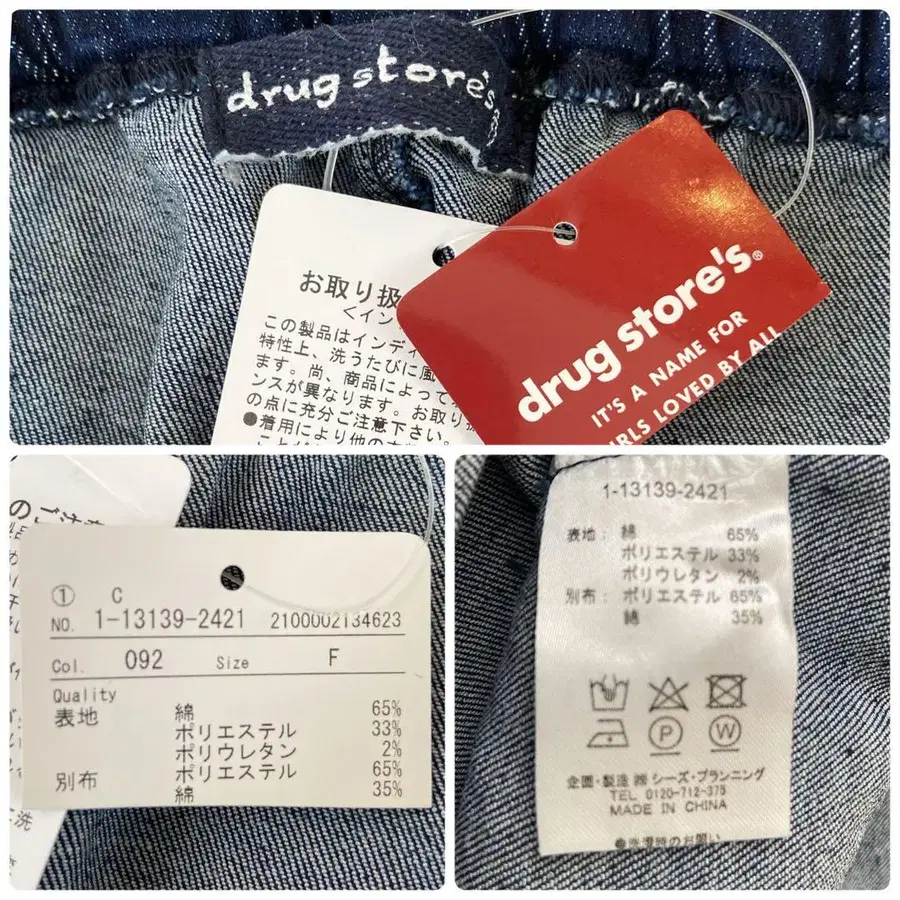 drug store's
お取り扱
<イン
この製品はインディ
特性上、洗うたびに風
ます。尚、商品によって
ンスが異なります。お取り扱
の点に充分ご注意下さい。
●着用により他の
drug store's®
IT'S A NAME FOR
GIRLS LOVED BY ALL
① C
NO. 1-13139-2421 2100002134623
Col. 092 Size F
Quality
表地 綿 65%
ポリエステル 33%
ポリウレタン 2%
別布 ポリエステル 65%
綿 35%
1-13139-2421
表地: 綿 65%
ポリエステル 33%
ポリウレタン 2%
別布: ポリエステル 65%
綿 35%
P W
企画・製造 ㈱ シーズ・プランニング
TEL 0120-712-375
MADE IN CHINA
●洗濯時のお願い